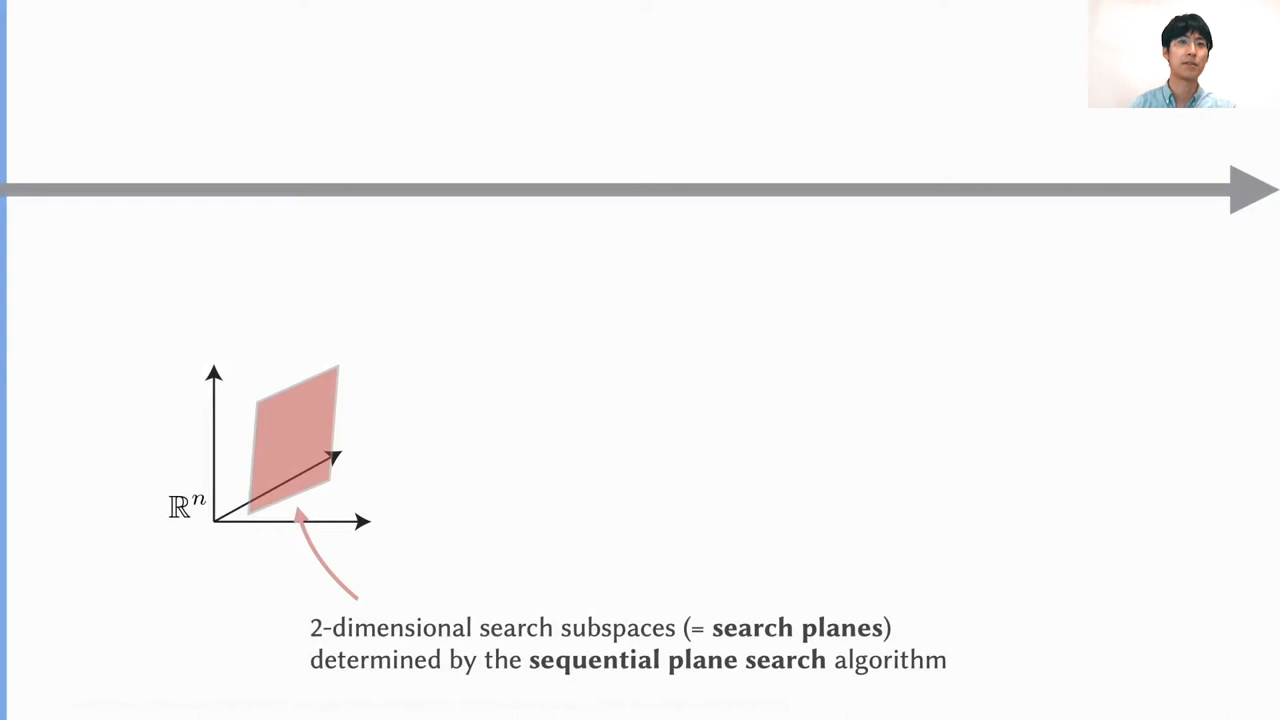 ℝⁿ
2-dimensional search subspaces (= search planes)
determined by the sequential plane search algorithm